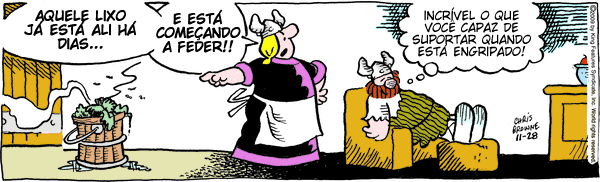 AQUELE LIXO
JÁ ESTÁ ALI HÁ
DIAS...
E ESTÁ
COMEÇANDO
A FEDER!!
INCRÍVEL O QUE
VOCÊ CAPAZ DE
SUPORTAR QUANDO
ESTÁ ENGRIPADO!
CHRIS
BROWNE
11-28
©2009 by King Features Syndicate, Inc. World rights reserved.